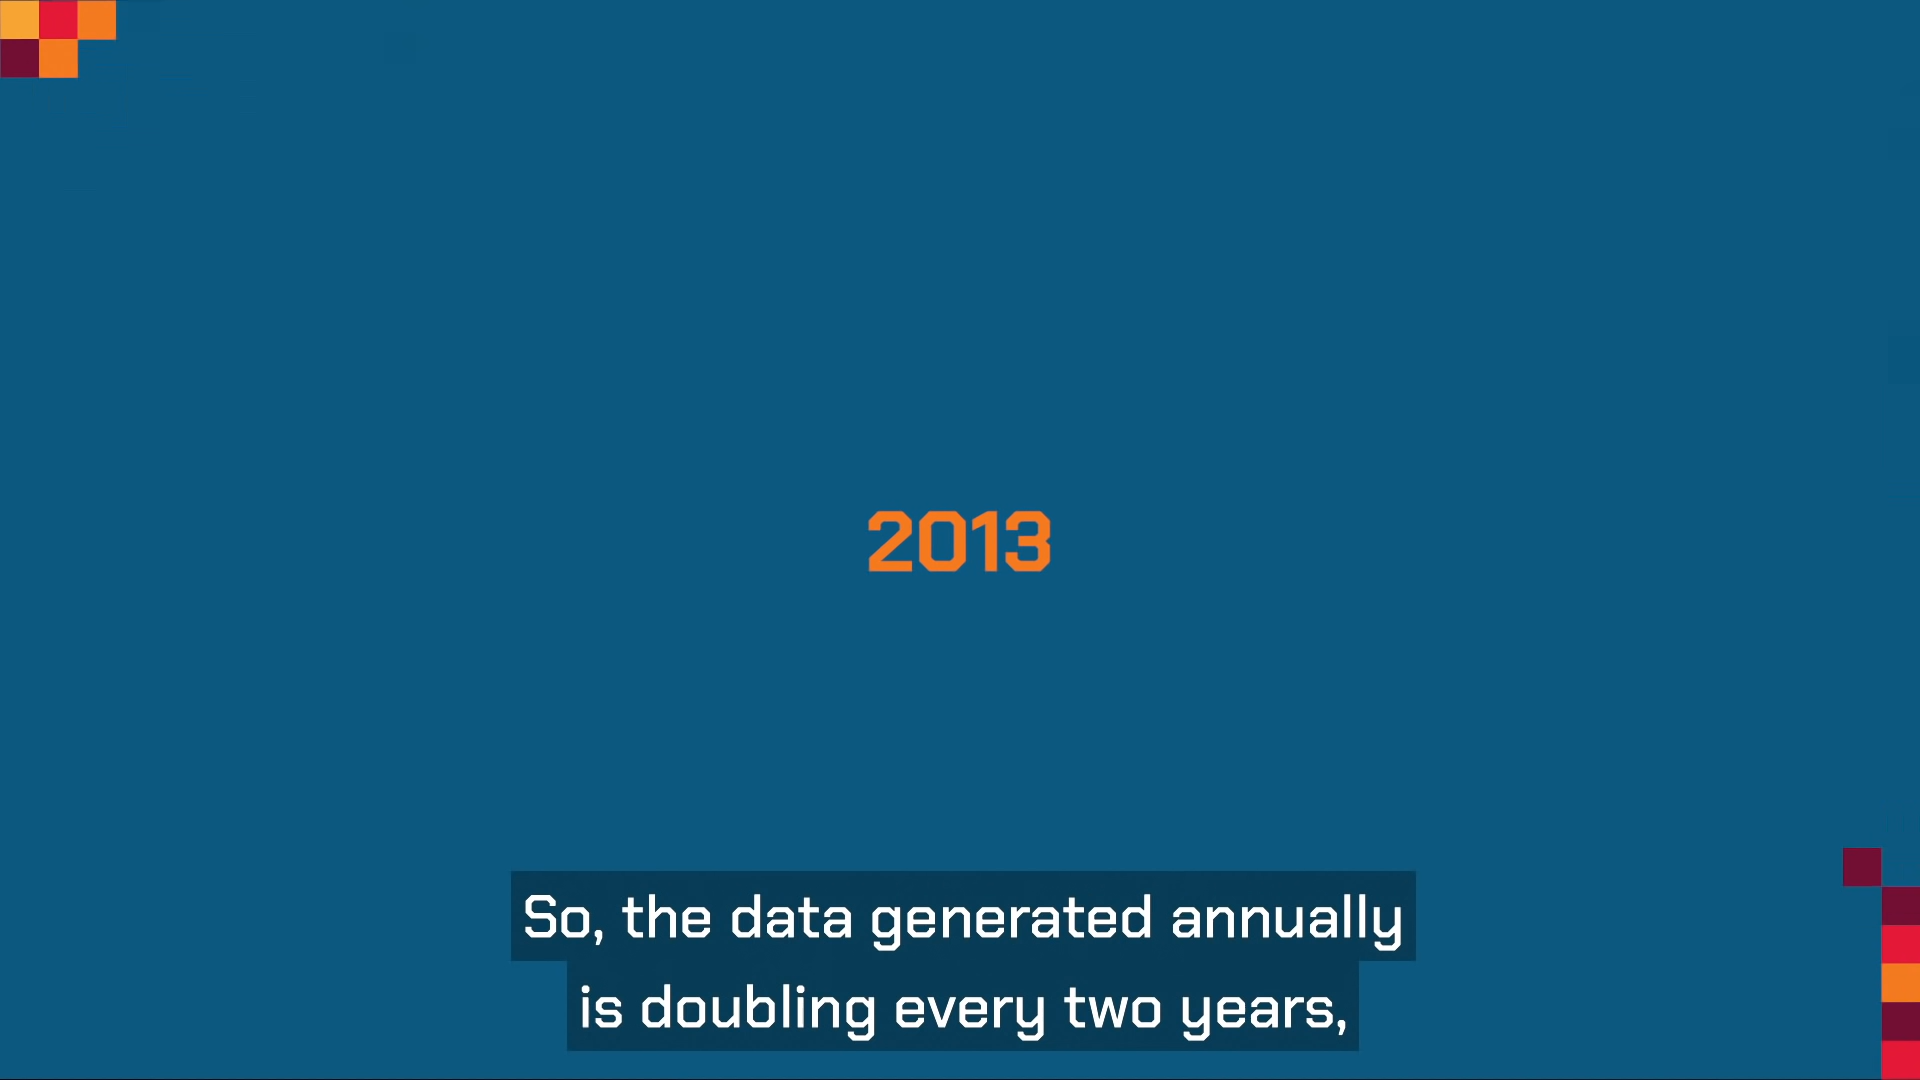 2013
So, the data generated annually
is doubling every two years,